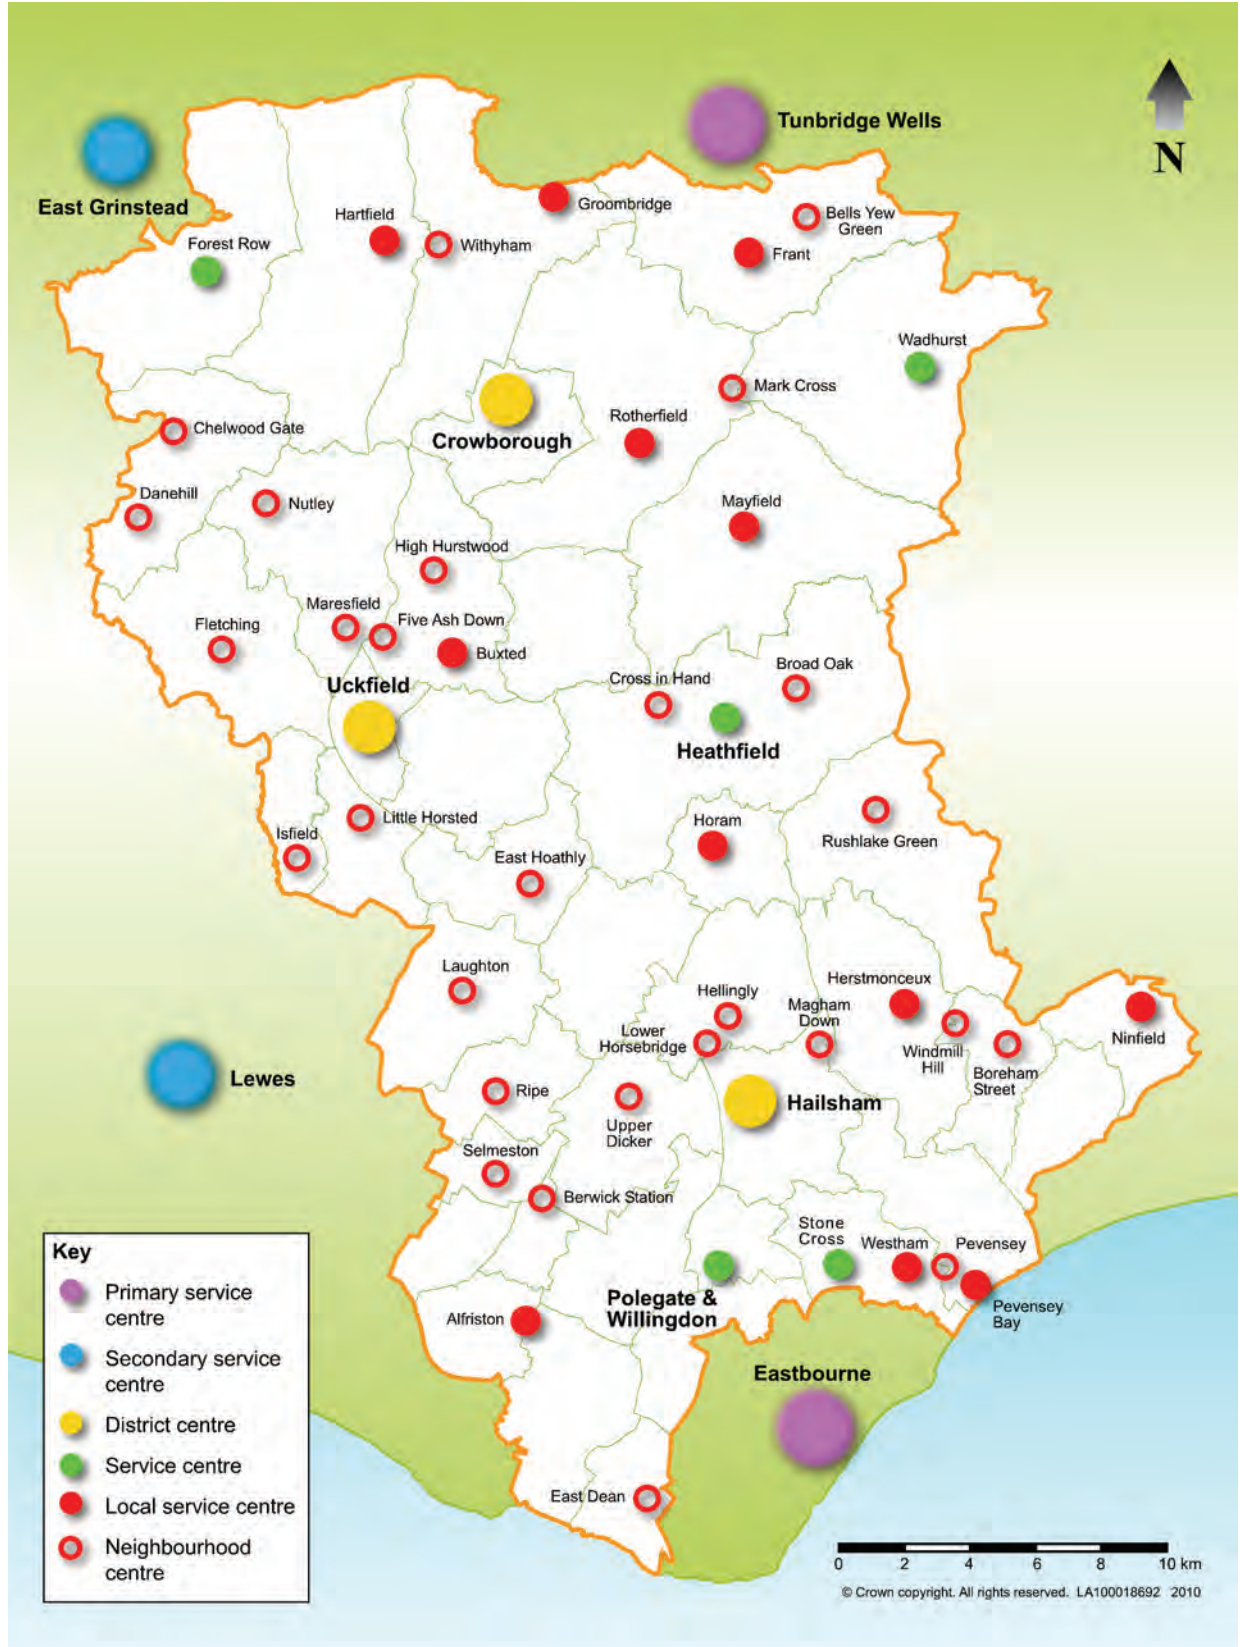 Tunbridge Wells
N
East Grinstead
Groombridge
Hartfield
Bells Yew
Green
Forest Row
Withyham
Frant
Wadhurst
Mark Cross
Rotherfield
Chelwood Gate
Crowborough
Danehill
Nutley
Mayfield
High Hurstwood
Maresfield
Five Ash Down
Fletching
Buxted
Broad Oak
Cross in Hand
Uckfield
Heathfield
Little Horsted
Horam
Isfield
Rushlake Green
East Hoathly
Laughton
Herstmonceux
Hellingly
Magham
Down
Lower
Horsebridge
Ninfield
Windmill
Hill
Boreham
Street
Lewes
Ripe
Hailsham
Upper
Dicker
Selmeston
Berwick Station
Stone
Cross
Westham
Pevensey
Polegate &
Willingdon
Pevensey
Bay
Alfriston
Eastbourne
East Dean
Key
Primary service
centre
Secondary service
centre
District centre
Service centre
Local service centre
Neighbourhood
centre
0 2 4 6 8 10 km
© Crown copyright. All rights reserved. LA100018692 2010